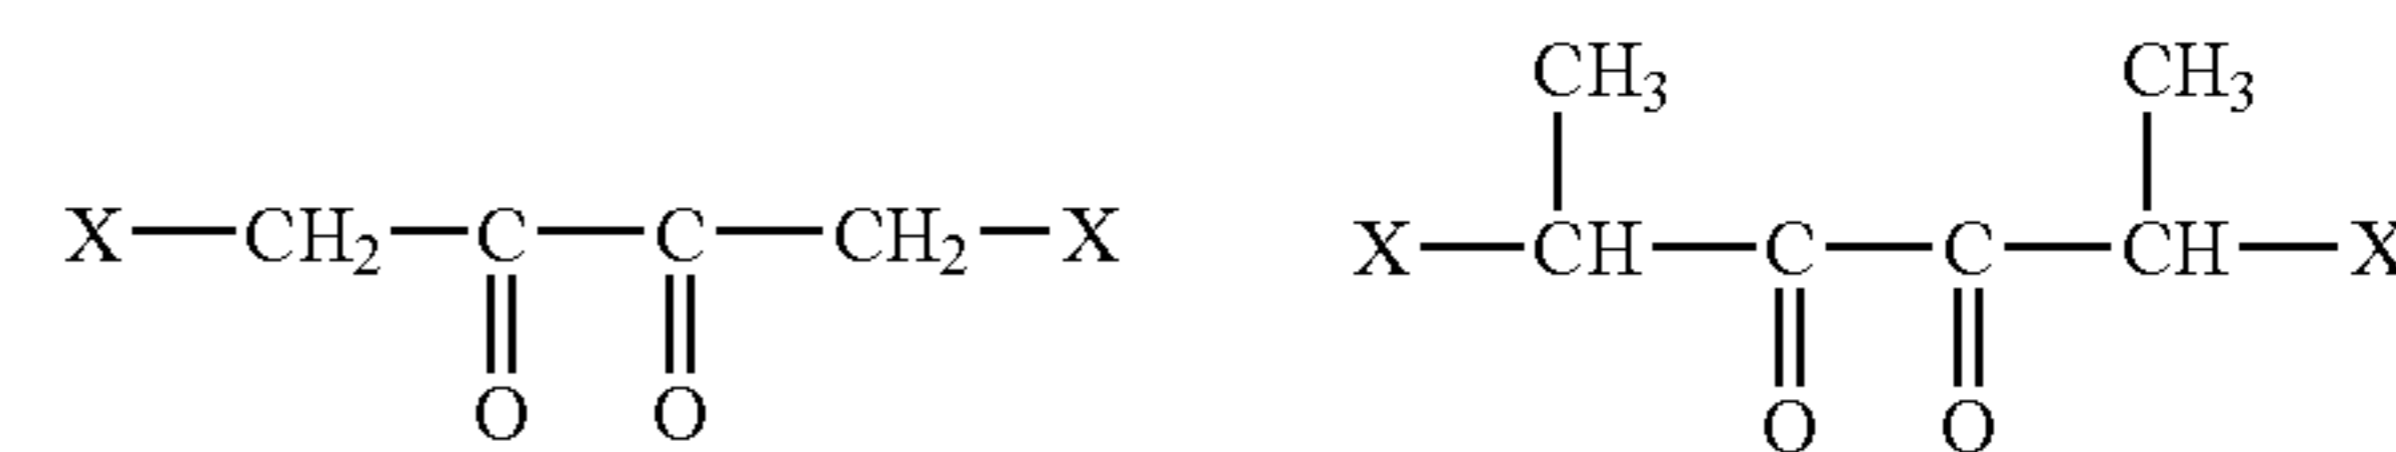 CH₃ CH₃
X—CH₂—C—C—CH₂—X X—CH—C—C—CH—X
O O O O